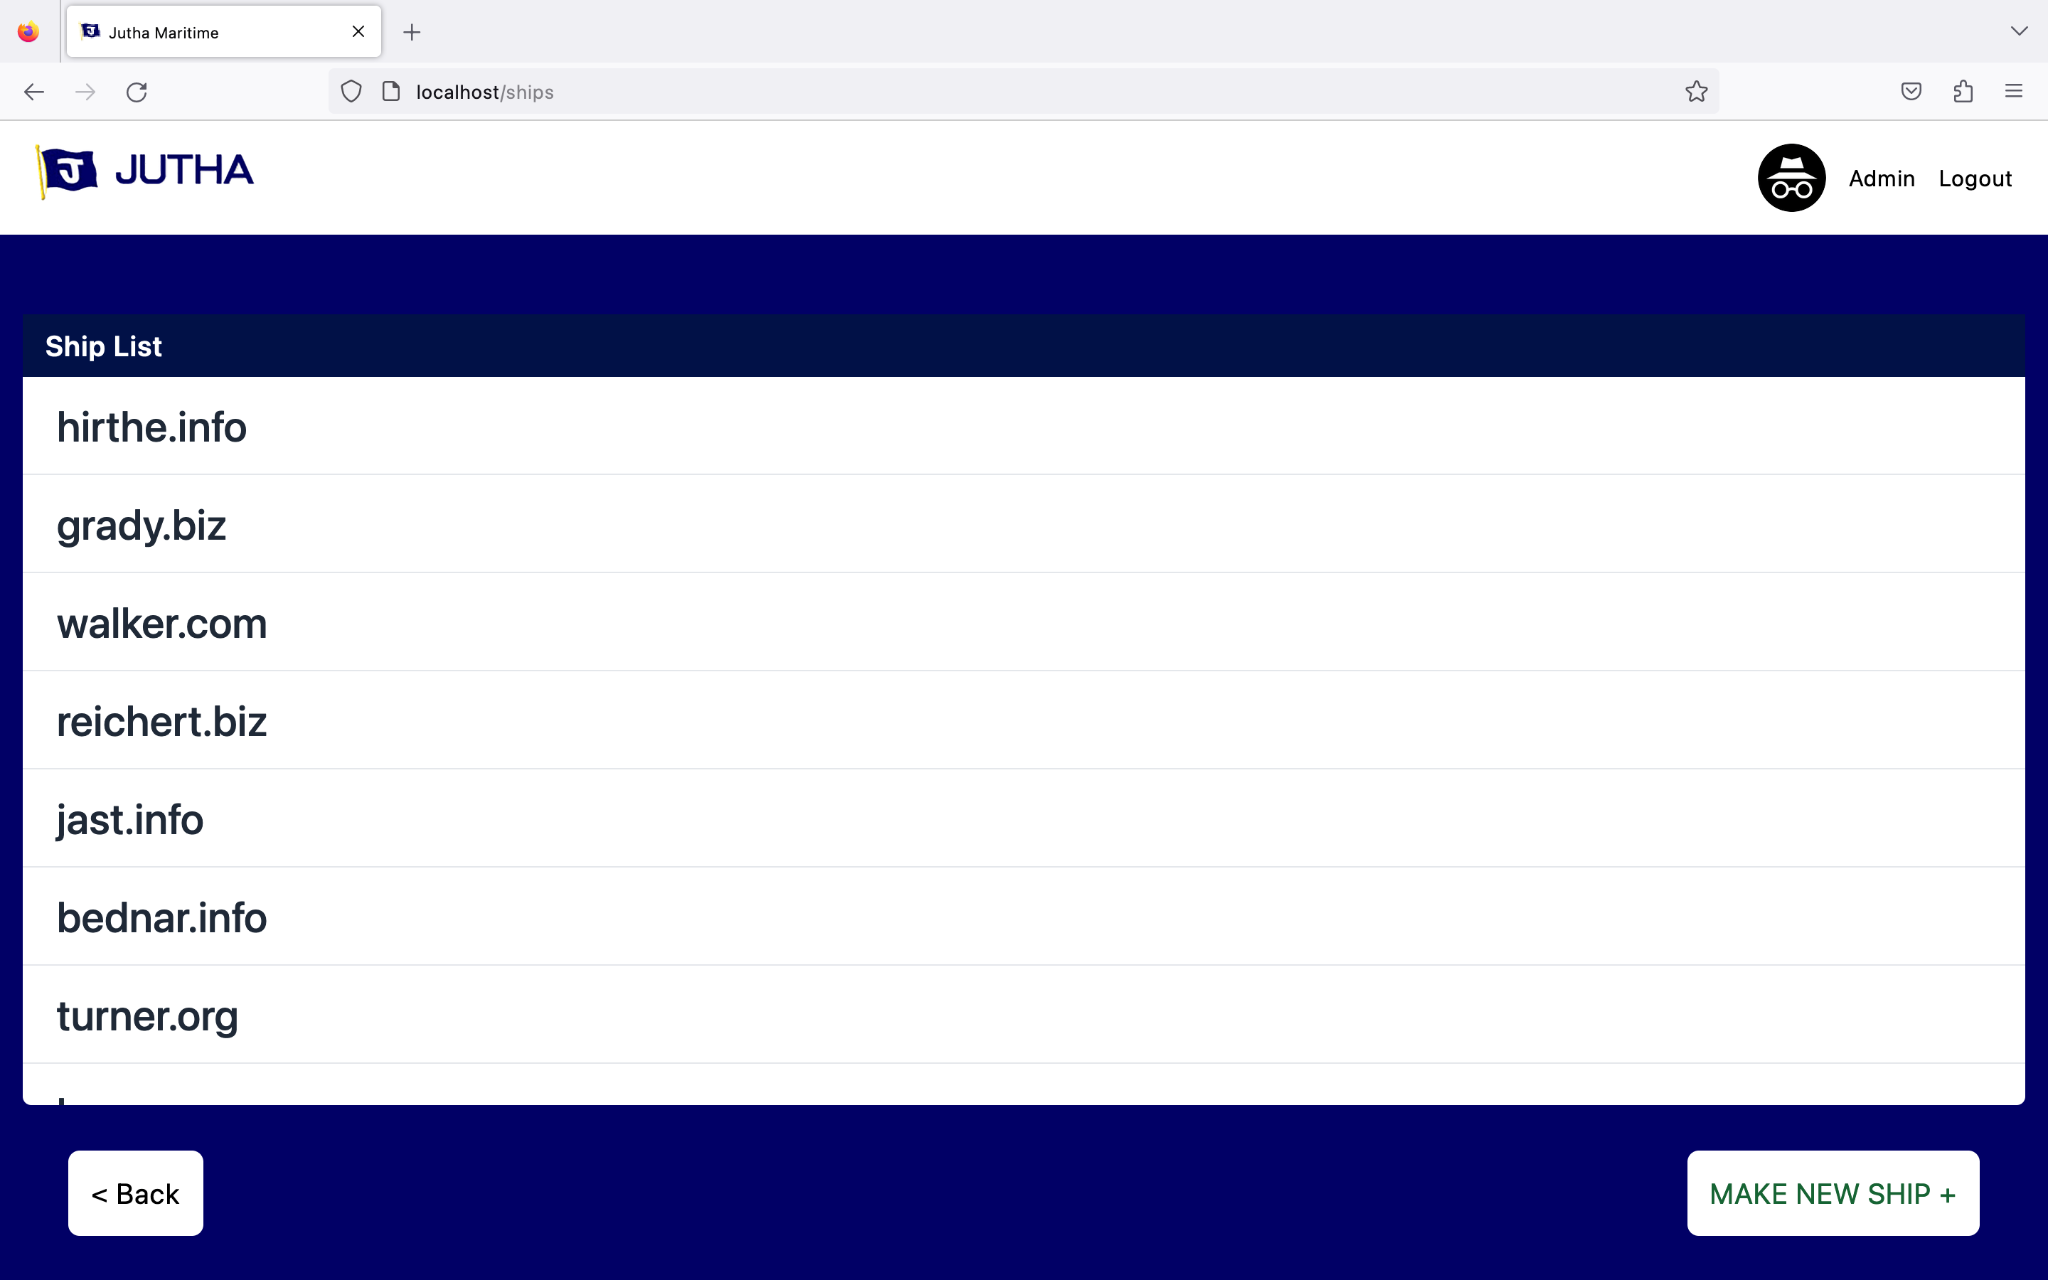 Jutha Maritime
localhost/ships
J JUTHA
Admin Logout
Ship List
hirthe.info
grady.biz
walker.com
reichert.biz
jast.info
bednar.info
turner.org
< Back
MAKE NEW SHIP +